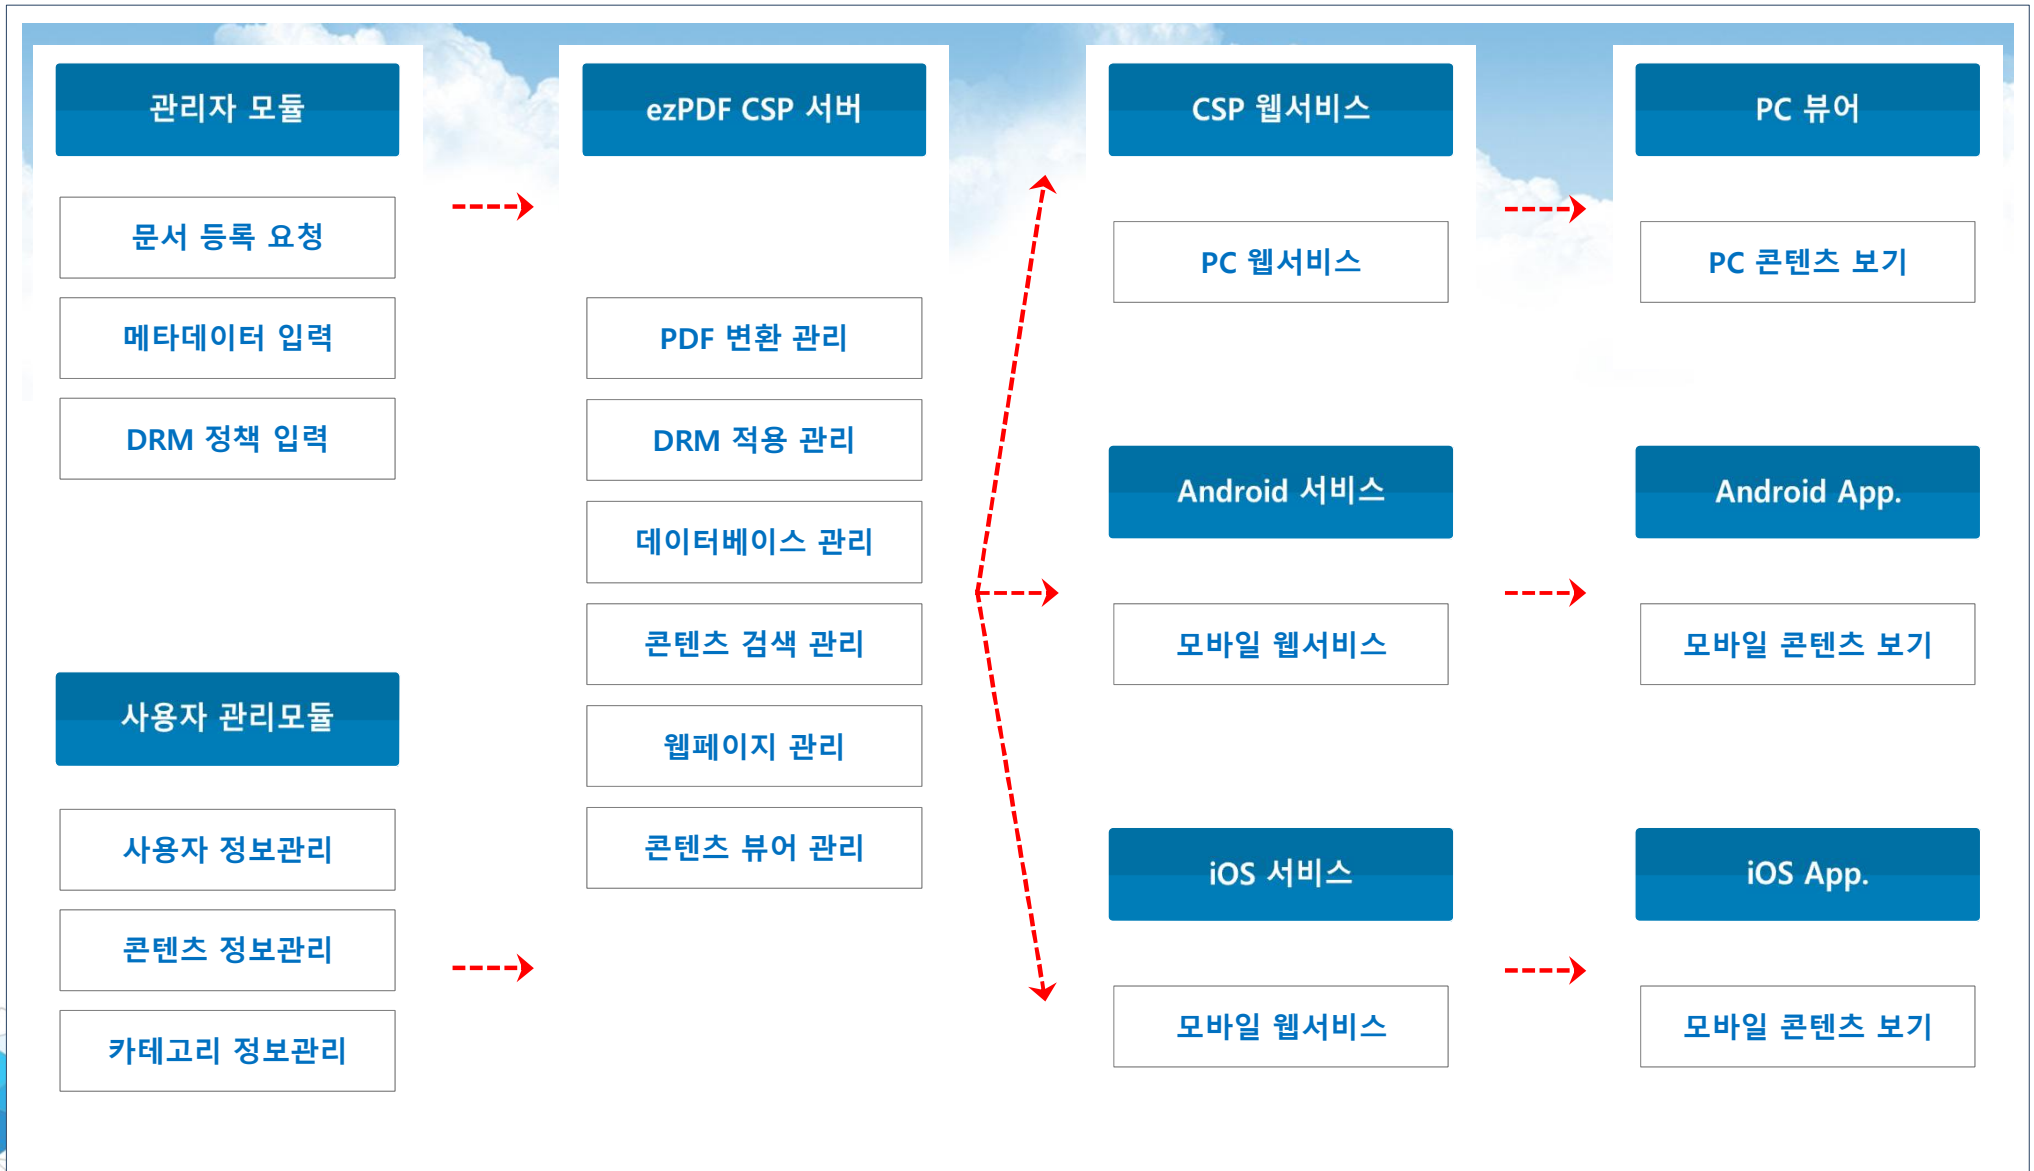 관리자 모듈
문서 등록 요청
메타데이터 입력
DRM 정책 입력
사용자 관리모듈
사용자 정보관리
콘텐츠 정보관리
카테고리 정보관리
ezPDF CSP 서버
PDF 변환 관리
DRM 적용 관리
데이터베이스 관리
콘텐츠 검색 관리
웹페이지 관리
콘텐츠 뷰어 관리
CSP 웹서비스
PC 웹서비스
Android 서비스
모바일 웹서비스
iOS 서비스
모바일 웹서비스
PC 뷰어
PC 콘텐츠 보기
Android App.
모바일 콘텐츠 보기
iOS App.
모바일 콘텐츠 보기